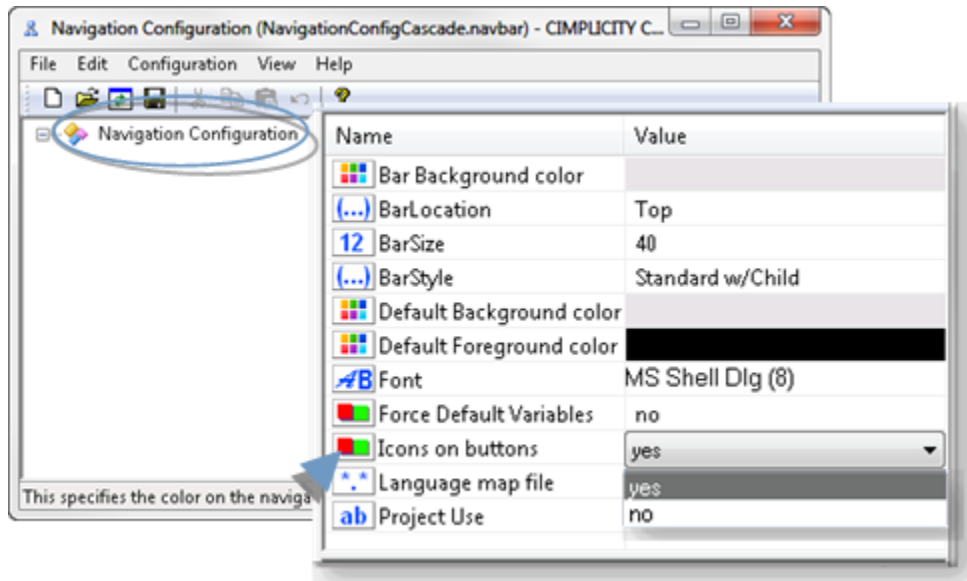 Navigation Configuration (NavigationConfigCascade.navbar) - CIMPLICITY C...
File Edit Configuration View Help
Navigation Configuration
Name Value
Bar Background color
(...) BarLocation Top
12 BarSize 40
(...) BarStyle Standard w/Child
Default Background color
Default Foreground color
AB Font MS Shell Dlg (8)
Force Default Variables no
Icons on buttons yes
*.* Language map file yes
ab Project Use no
This specifies the color on the naviga